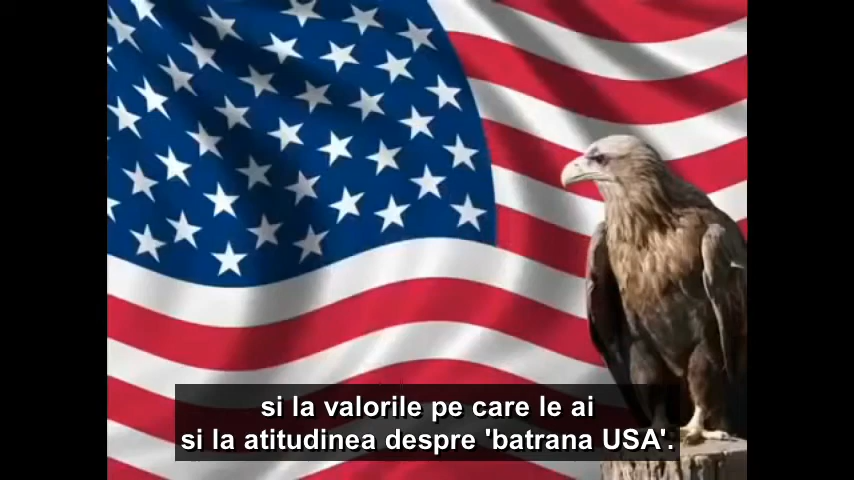 si la valorile pe care le ai
si la atitudinea despre 'batrana USA'.